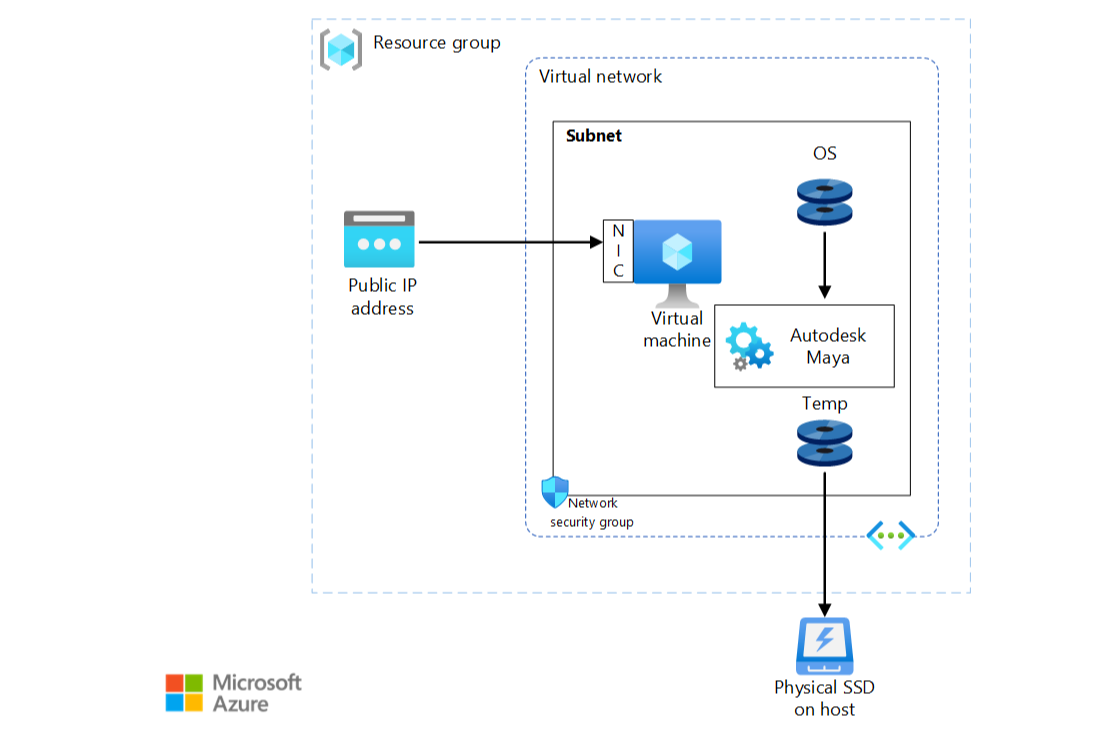 Resource group
Virtual network
Subnet
OS
N
I
C
Public IP
address
Virtual
machine
Autodesk
Maya
Temp
Network
security group
Physical SSD
on host
Microsoft
Azure